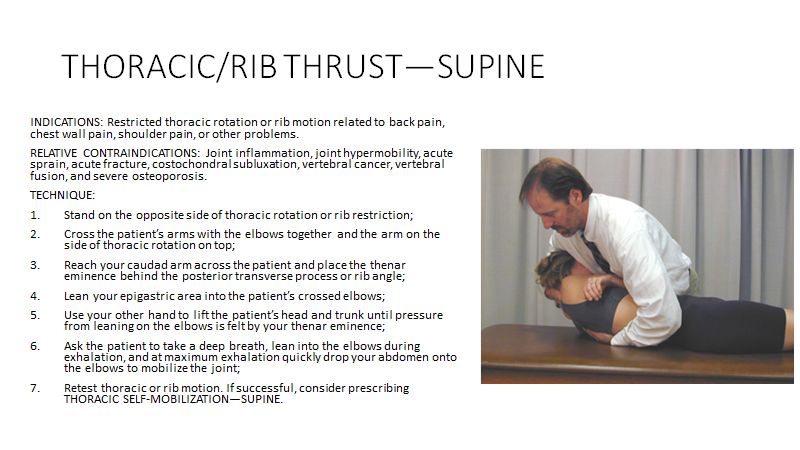 THORACIC/RIB THRUST—SUPINE
INDICATIONS: Restricted thoracic rotation or rib motion related to back pain,
chest wall pain, shoulder pain, or other problems.
RELATIVE CONTRAINDICATIONS: Joint inflammation, joint hypermobility, acute
sprain, acute fracture, costochondral subluxation, vertebral cancer, vertebral
fusion, and severe osteoporosis.
TECHNIQUE:
1. Stand on the opposite side of thoracic rotation or rib restriction;
2. Cross the patient's arms with the elbows together and the arm on the
side of thoracic rotation on top;
3. Reach your caudad arm across the patient and place the thenar
eminence behind the posterior transverse process or rib angle;
4. Lean your epigastric area into the patient's crossed elbows;
5. Use your other hand to lift the patient's head and trunk until pressure
from leaning on the elbows is felt by your thenar eminence;
6. Ask the patient to take a deep breath, lean into the elbows during
exhalation, and at maximum exhalation quickly drop your abdomen onto
the elbows to mobilize the joint;
7. Retest thoracic or rib motion. If successful, consider prescribing
THORACIC SELF-MOBILIZATION—SUPINE.